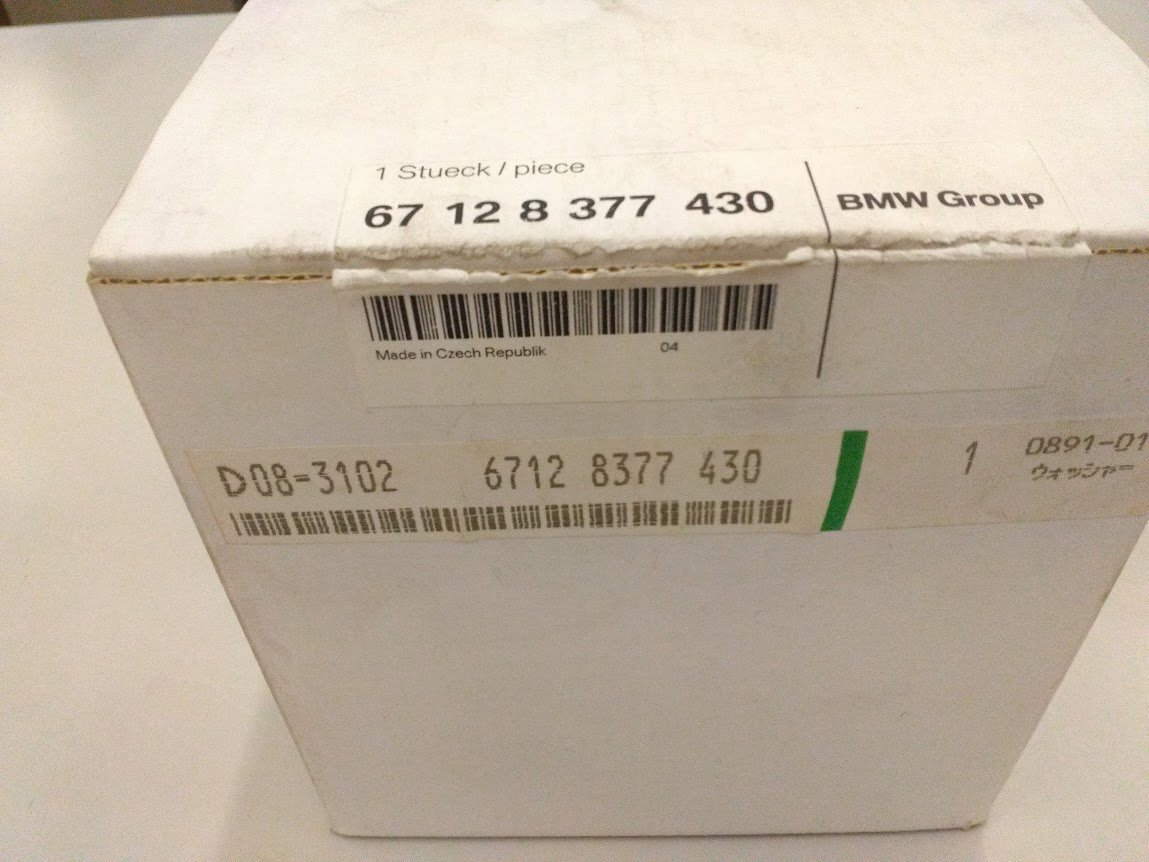 1 Stueck / piece
67 12 8 377 430
BMW Group
Made in Czech Republik
04
D08-3102
6712 8377 430
1
0891-01
ウォッシャー